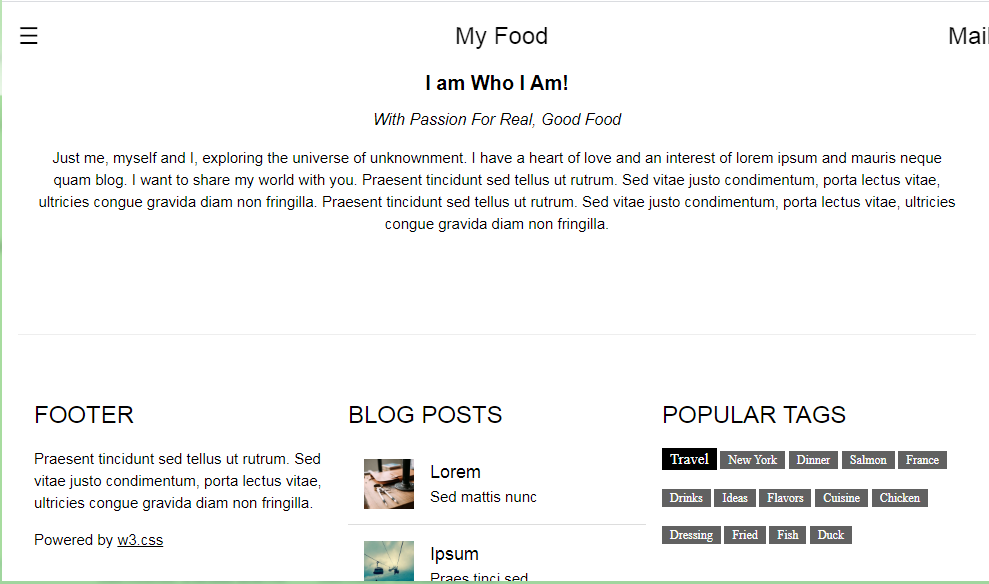 ☰ My Food Mail
I am Who I Am!
With Passion For Real, Good Food
Just me, myself and I, exploring the universe of unknownment. I have a heart of love and an interest of lorem ipsum and mauris neque
quam blog. I want to share my world with you. Praesent tincidunt sed tellus ut rutrum. Sed vitae justo condimentum, porta lectus vitae,
ultricies congue gravida diam non fringilla. Praesent tincidunt sed tellus ut rutrum. Sed vitae justo condimentum, porta lectus vitae, ultricies
congue gravida diam non fringilla.
FOOTER
Praesent tincidunt sed tellus ut rutrum. Sed
vitae justo condimentum, porta lectus vitae,
ultricies congue gravida diam non fringilla.
Powered by w3.css
BLOG POSTS
Lorem
Sed mattis nunc
Ipsum
Praes tinci sed
POPULAR TAGS
Travel New York Dinner Salmon France
Drinks Ideas Flavors Cuisine Chicken
Dressing Fried Fish Duck